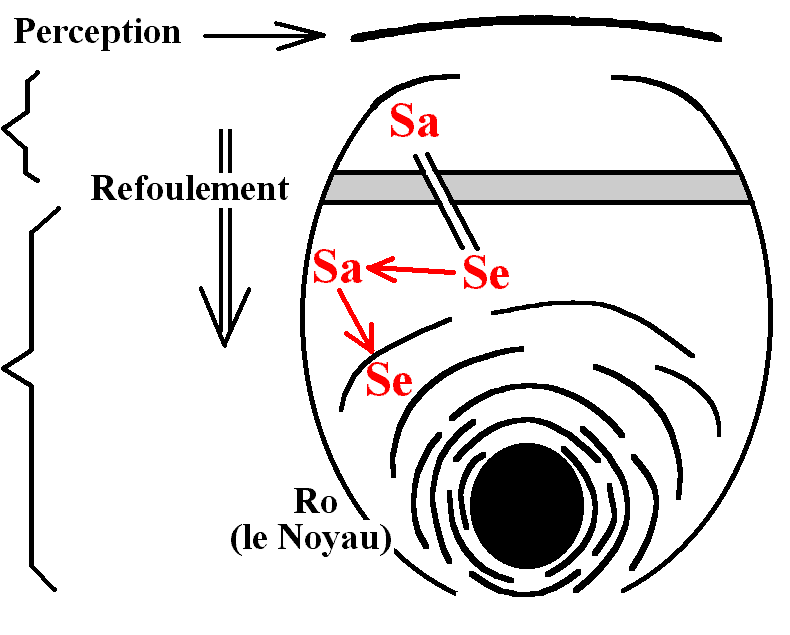 Perception
Sa
Refoulement
Sa
Se
Se
Ro
(le Noyau)